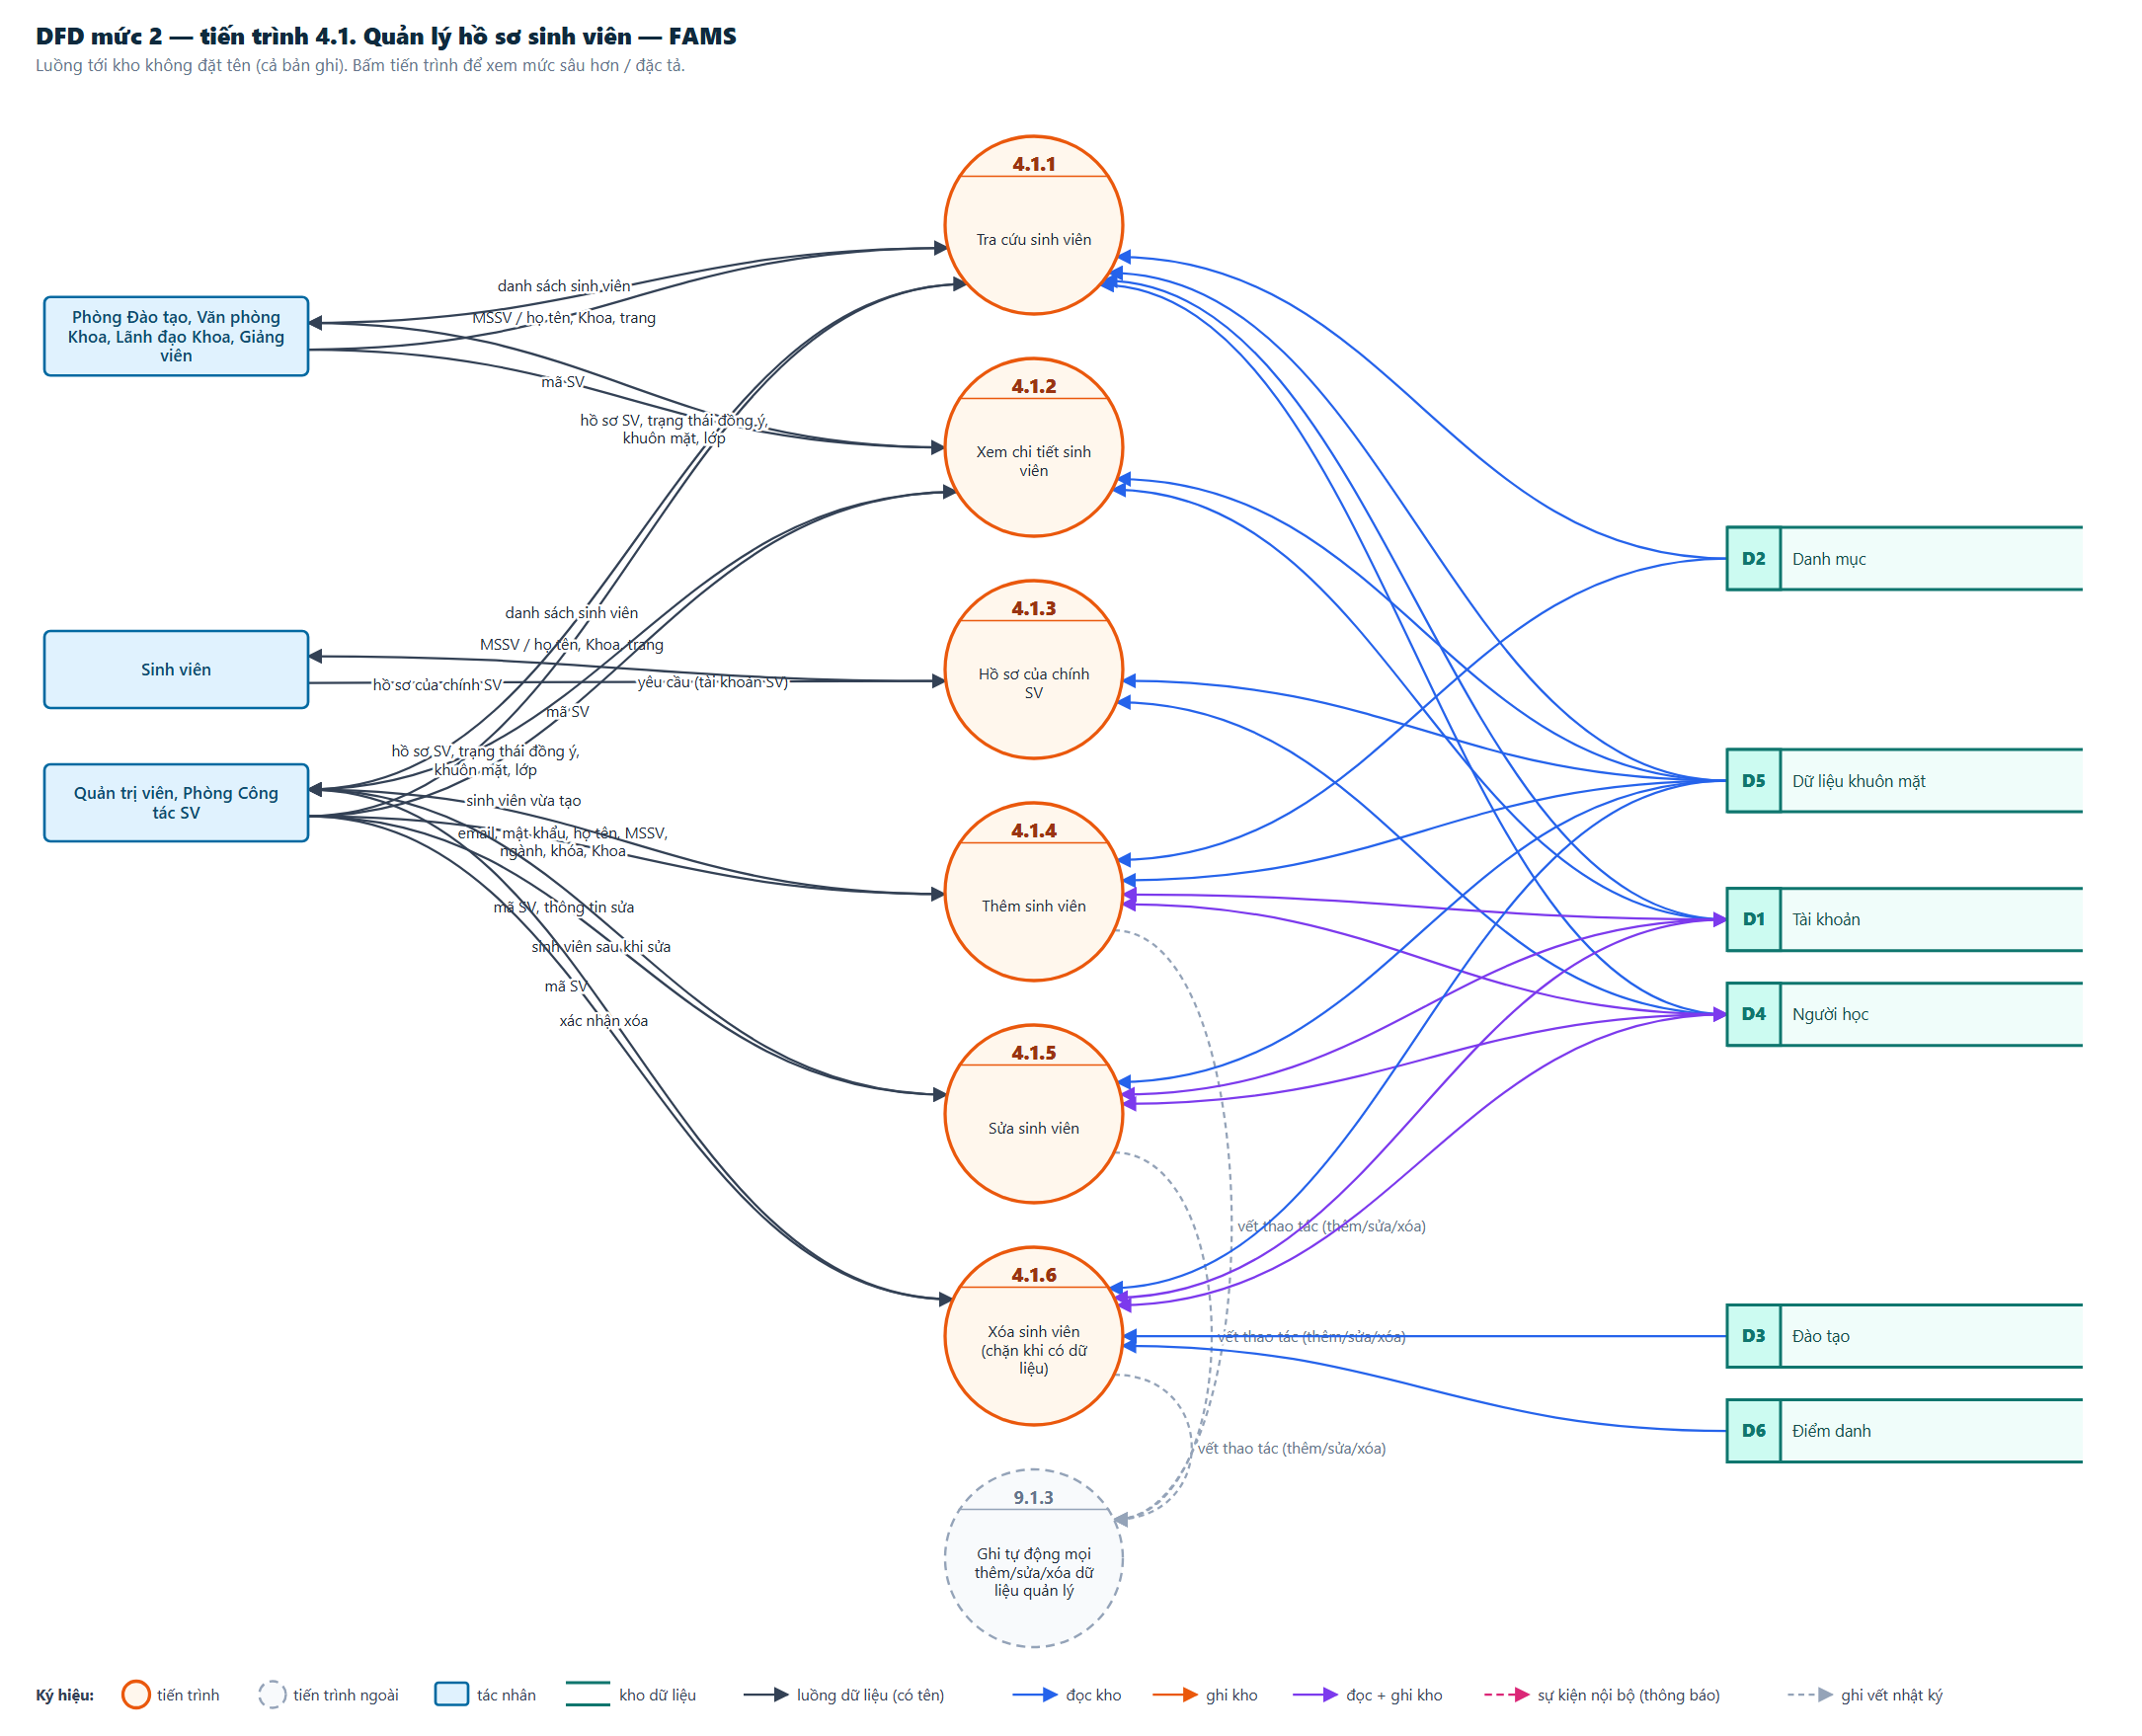 DFD mức 2 — tiến trình 4.1. Quản lý hồ sơ sinh viên — FAMS
Luồng tới kho không đặt tên (cả bản ghi). Bấm tiến trình để xem mức sâu hơn / đặc tả.
4.1.1
Tra cứu sinh viên
danh sách sinh viên
MSSV / họ tên, Khoa, trang
Phòng Đào tạo, Văn phòng
Khoa, Lãnh đạo Khoa, Giảng
viên
mã SV
hồ sơ SV, trạng thái đồng ý,
khuôn mặt, lớp
4.1.2
Xem chi tiết sinh
viên
D2
Danh mục
danh sách sinh viên
MSSV / họ tên, Khoa, trang
4.1.3
Hồ sơ của chính
SV
Sinh viên
hồ sơ của chính SV
yêu cầu (tài khoản SV)
mã SV
hồ sơ SV, trạng thái đồng ý,
khuôn mặt, lớp
Quản trị viên, Phòng Công
tác SV
sinh viên vừa tạo
email, mật khẩu, họ tên, MSSV,
ngành, khóa, Khoa
D5
Dữ liệu khuôn mặt
4.1.4
Thêm sinh viên
mã SV, thông tin sửa
sinh viên sau khi sửa
mã SV
xác nhận xóa
D1
Tài khoản
D4
Người học
4.1.5
Sửa sinh viên
vết thao tác (thêm/sửa/xóa)
4.1.6
Xóa sinh viên
(chặn khi có dữ
liệu)
vết thao tác (thêm/sửa/xóa)
D3
Đào tạo
D6
Điểm danh
vết thao tác (thêm/sửa/xóa)
9.1.3
Ghi tự động mọi
thêm/sửa/xóa dữ
liệu quản lý
Ký hiệu:
tiến trình
tiến trình ngoài
tác nhân
kho dữ liệu
luồng dữ liệu (có tên)
đọc kho
ghi kho
đọc + ghi kho
sự kiện nội bộ (thông báo)
ghi vết nhật ký